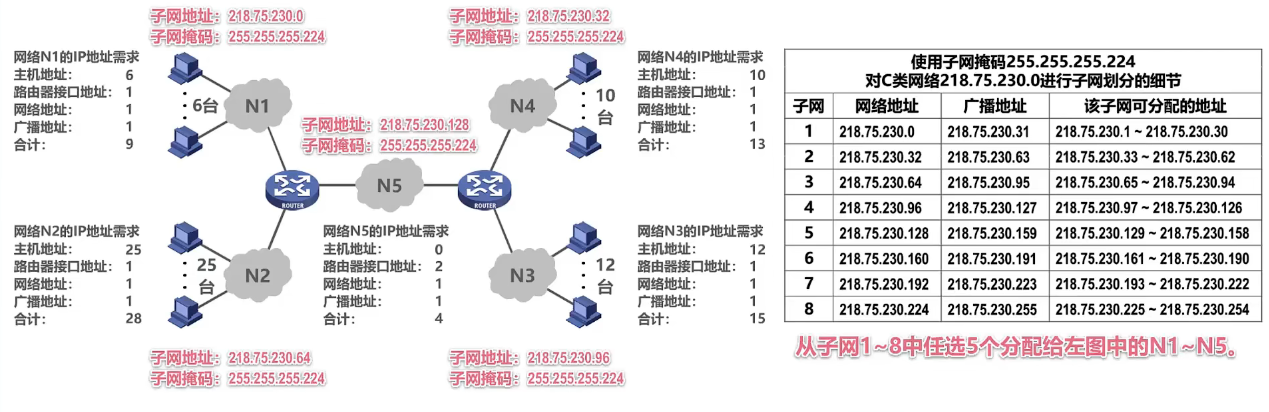 子网地址：218.75.230.0
子网掩码：255.255.255.224
子网地址：218.75.230.32
子网掩码：255.255.255.224
网络N1的IP地址需求
主机地址： 6
路由器接口地址： 1
网络地址： 1
广播地址： 1
合计： 9
6台
N1
N4
10
台
网络N4的IP地址需求
主机地址： 10
路由器接口地址： 1
网络地址： 1
广播地址： 1
合计： 13
子网地址：218.75.230.128
子网掩码：255.255.255.224
ROUTER
N5
ROUTER
网络N2的IP地址需求
主机地址： 25
路由器接口地址： 1
网络地址： 1
广播地址： 1
合计： 28
25
台
N2
网络N5的IP地址需求
主机地址： 0
路由器接口地址： 2
网络地址： 1
广播地址： 1
合计： 4
N3
12
台
网络N3的IP地址需求
主机地址： 12
路由器接口地址： 1
网络地址： 1
广播地址： 1
合计： 15
子网地址：218.75.230.64
子网掩码：255.255.255.224
子网地址：218.75.230.96
子网掩码：255.255.255.224
使用子网掩码255.255.255.224
对C类网络218.75.230.0进行子网划分的细节
子网 网络地址 广播地址 该子网可分配的地址
1 218.75.230.0 218.75.230.31 218.75.230.1 ~ 218.75.230.30
2 218.75.230.32 218.75.230.63 218.75.230.33 ~ 218.75.230.62
3 218.75.230.64 218.75.230.95 218.75.230.65 ~ 218.75.230.94
4 218.75.230.96 218.75.230.127 218.75.230.97 ~ 218.75.230.126
5 218.75.230.128 218.75.230.159 218.75.230.129 ~ 218.75.230.158
6 218.75.230.160 218.75.230.191 218.75.230.161 ~ 218.75.230.190
7 218.75.230.192 218.75.230.223 218.75.230.193 ~ 218.75.230.222
8 218.75.230.224 218.75.230.255 218.75.230.225 ~ 218.75.230.254
从子网1~8中任选5个分配给左图中的N1~N5。